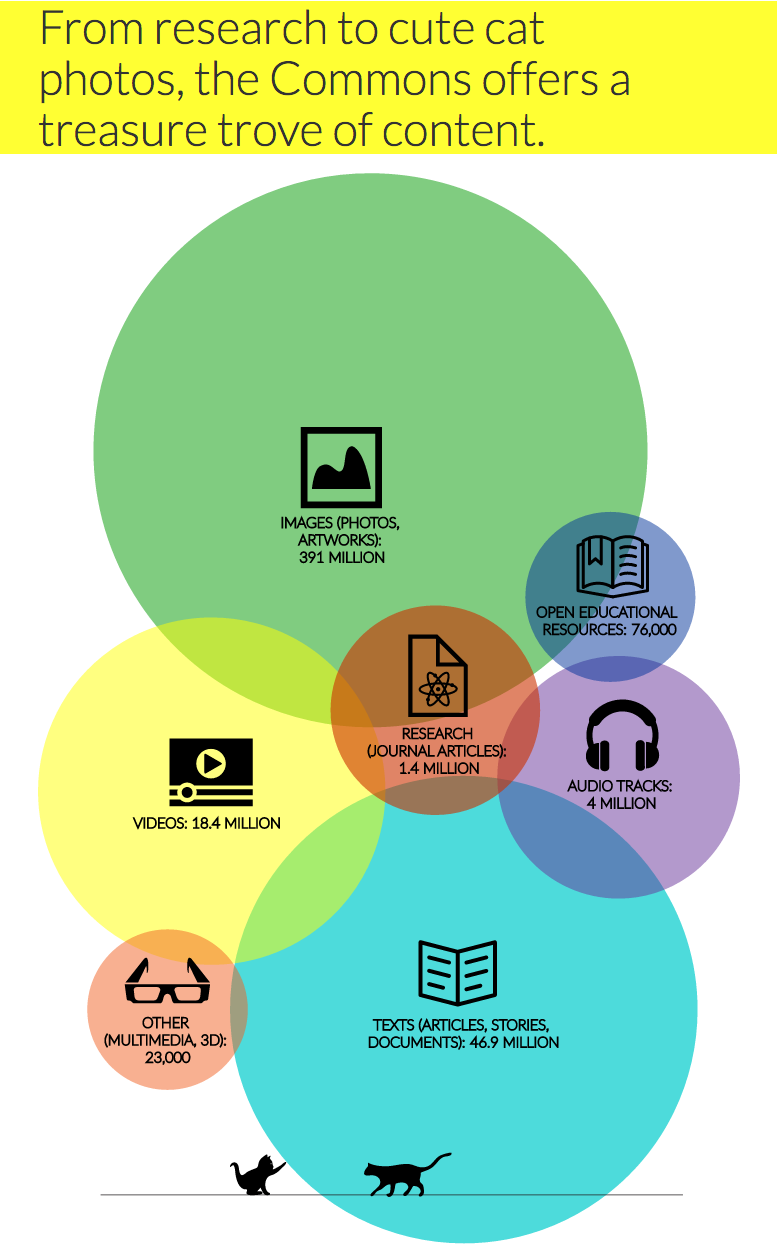 From research to cute cat
photos, the Commons offers a
treasure trove of content.
IMAGES (PHOTOS,
ARTWORKS):
391 MILLION
OPEN EDUCATIONAL
RESOURCES: 76,000
RESEARCH
(JOURNAL ARTICLES):
1.4 MILLION
AUDIO TRACKS:
4 MILLION
VIDEOS: 18.4 MILLION
OTHER
(MULTIMEDIA, 3D):
23,000
TEXTS (ARTICLES, STORIES,
DOCUMENTS): 46.9 MILLION